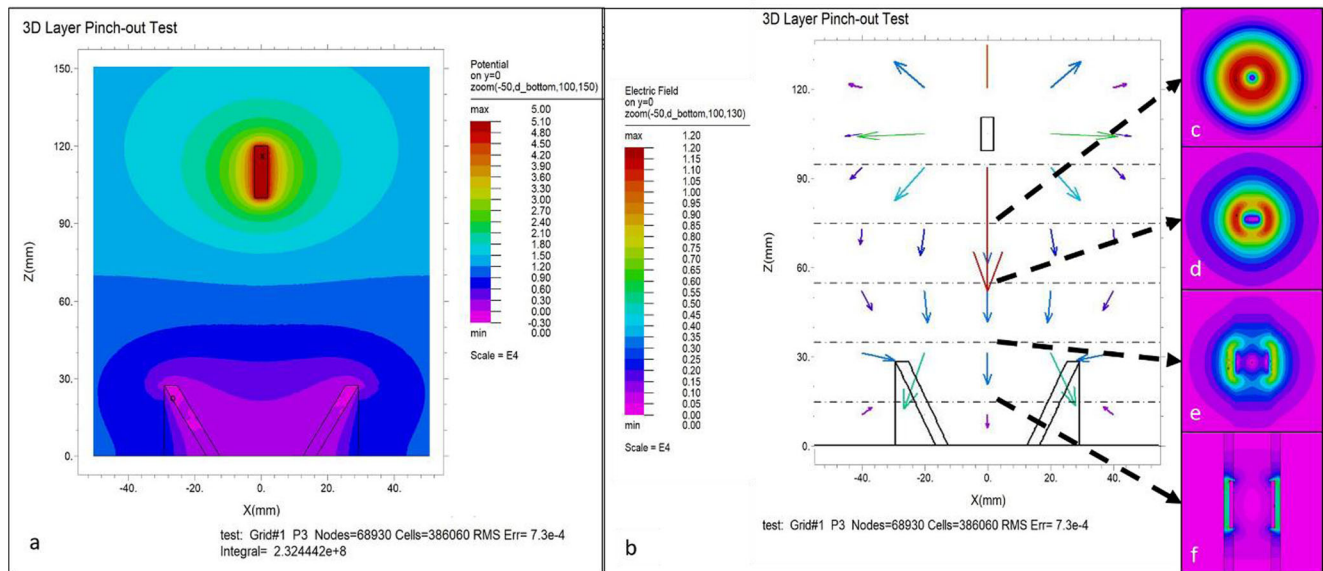 3D Layer Pinch-out Test
150.
120.
90.
60.
30.
0.
Z(mm)
-40.
-20.
0.
20.
40.
X(mm)
Potential
on y=0
zoom(-50,d_bottom,100,150)
max 5.00
5.10
4.80
4.50
4.20
3.90
3.60
3.30
3.00
2.70
2.40
2.10
1.80
1.50
1.20
0.90
0.60
0.30
0.00
-0.30
min 0.00
Scale = E4
x
o
a
test: Grid#1 P3 Nodes=68930 Cells=386060 RMS Err= 7.3e-4
Integral= 2.324442e+8
b
3D Layer Pinch-out Test
Electric Field
on y=0
zoom(-50,d_bottom,100,130)
max 1.20
1.20
1.15
1.10
1.05
1.00
0.95
0.90
0.85
0.80
0.75
0.70
0.65
0.60
0.55
0.50
0.45
0.40
0.35
0.30
0.25
0.20
0.15
0.10
0.05
0.00
min 0.00
Scale = E4
120.
90.
60.
30.
0.
Z(mm)
-40.
-20.
0.
20.
40.
X(mm)
test: Grid#1 P3 Nodes=68930 Cells=386060 RMS Err= 7.3e-4
c
d
e
f